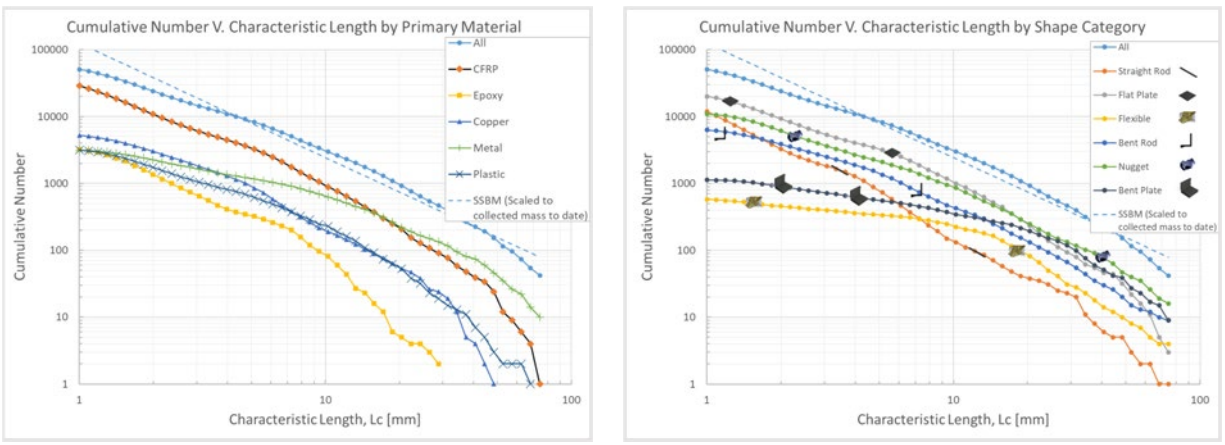 Cumulative Number V. Characteristic Length by Primary Material
100000
10000
1000
100
10
1
Cumulative Number
1
10
100
Characteristic Length, Lc [mm]
All
CFRP
Epoxy
Copper
Metal
Plastic
SSBM (Scaled to
collected mass to date)
Cumulative Number V. Characteristic Length by Shape Category
100000
10000
1000
100
10
1
Cumulative Number
1
10
100
Characteristic Length, Lc [mm]
All
Straight Rod
Flat Plate
Flexible
Bent Rod
Nugget
Bent Plate
SSBM (Scaled to
collected mass to date)